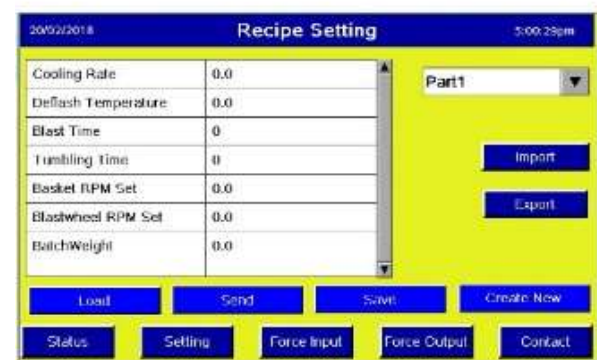 20/02/2018 Recipe Setting 5:00:29pm
Cooling Rate 0.0
Part1
Deflash Temperature 0.0
Blast Time 0
Tumbling Time 0
Import
Basket RPM Set 0.0
Export
Blastwheel RPM Set 0.0
BatchWeight 0.0
Load Send Save Create New
Status Setting Force Input Force Output Contact